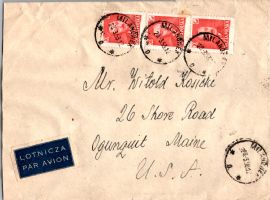 Mr. Witold Kosicki
26 Shore Road
Ogunquit Maine
U.S.A.
LOTNICZA
PAR AVION